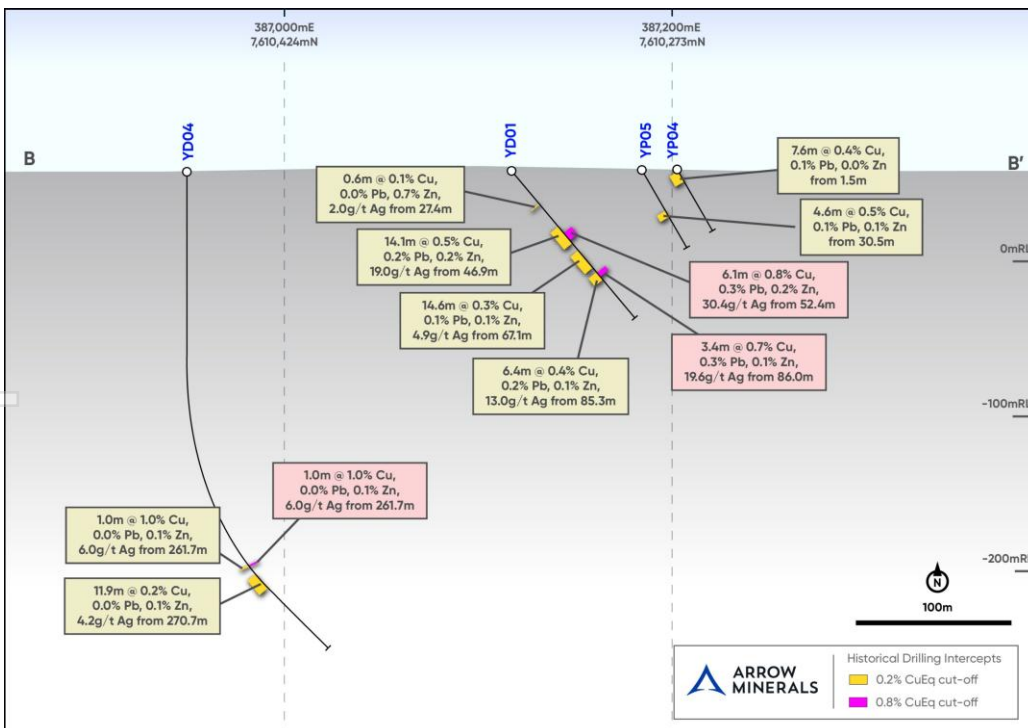 387,000mE
7,610,424mN
387,200mE
7,610,273mN
YD04
YD01
YP05
YP04
B
B'
0.6m @ 0.1% Cu,
0.0% Pb, 0.7% Zn,
2.0g/t Ag from 27.4m
7.6m @ 0.4% Cu,
0.1% Pb, 0.0% Zn
from 1.5m
4.6m @ 0.5% Cu,
0.1% Pb, 0.1% Zn
from 30.5m
14.1m @ 0.5% Cu,
0.2% Pb, 0.2% Zn,
19.0g/t Ag from 46.9m
0mRL
6.1m @ 0.8% Cu,
0.3% Pb, 0.2% Zn,
30.4g/t Ag from 52.4m
14.6m @ 0.3% Cu,
0.1% Pb, 0.1% Zn,
4.9g/t Ag from 67.1m
3.4m @ 0.7% Cu,
0.3% Pb, 0.1% Zn,
19.6g/t Ag from 86.0m
6.4m @ 0.4% Cu,
0.2% Pb, 0.1% Zn,
13.0g/t Ag from 85.3m
-100mRL
1.0m @ 1.0% Cu,
0.0% Pb, 0.1% Zn,
6.0g/t Ag from 261.7m
1.0m @ 1.0% Cu,
0.0% Pb, 0.1% Zn,
6.0g/t Ag from 261.7m
11.9m @ 0.2% Cu,
0.0% Pb, 0.1% Zn,
4.2g/t Ag from 270.7m
-200mRL
N
100m
ARROW
MINERALS
Historical Drilling Intercepts
0.2% CuEq cut-off
0.8% CuEq cut-off